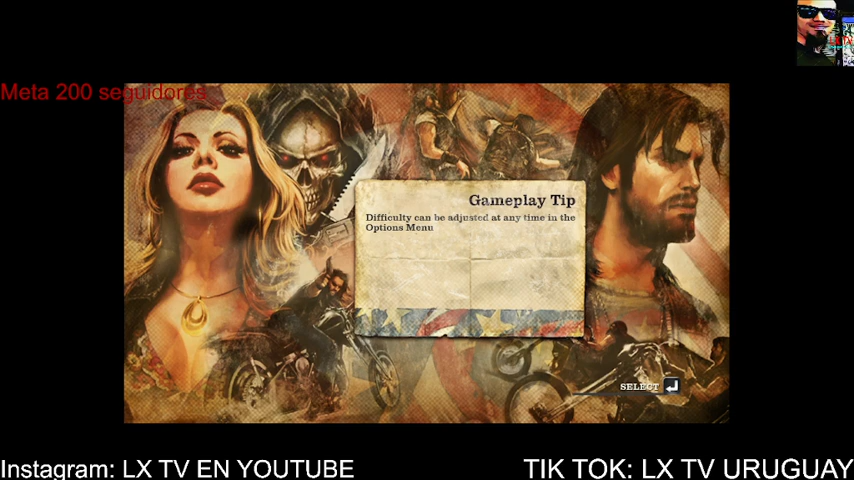 Meta 200 seguidores
Gameplay Tip
Difficulty can be adjusted at any time in the
Options Menu
SELECT
Instagram: LX TV EN YOUTUBE
TIK TOK: LX TV URUGUAY